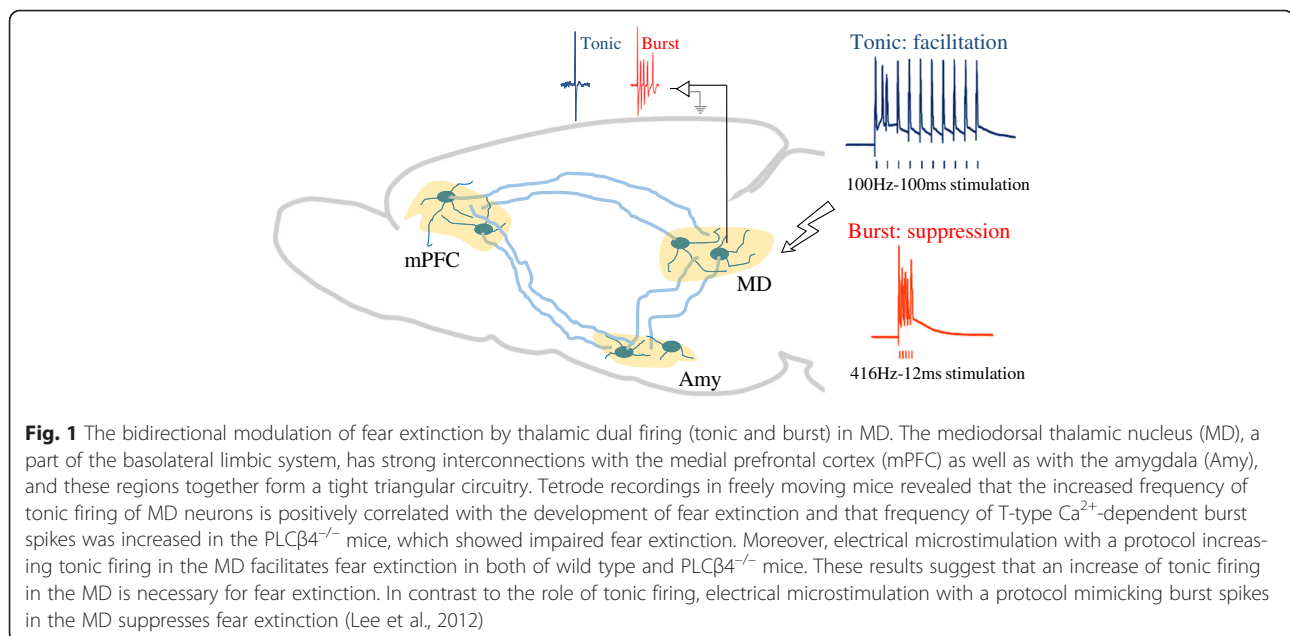 Tonic
Burst
Tonic: facilitation
100Hz-100ms stimulation
mPFC
MD
Burst: suppression
Amy
416Hz-12ms stimulation
Fig. 1 The bidirectional modulation of fear extinction by thalamic dual firing (tonic and burst) in MD. The mediodorsal thalamic nucleus (MD), a
part of the basolateral limbic system, has strong interconnections with the medial prefrontal cortex (mPFC) as well as with the amygdala (Amy),
and these regions together form a tight triangular circuitry. Tetrode recordings in freely moving mice revealed that the increased frequency of
tonic firing of MD neurons is positively correlated with the development of fear extinction and that frequency of T-type Ca²⁺-dependent burst
spikes was increased in the PLCβ4⁻/⁻ mice, which showed impaired fear extinction. Moreover, electrical microstimulation with a protocol increas-
ing tonic firing in the MD facilitates fear extinction in both of wild type and PLCβ4⁻/⁻ mice. These results suggest that an increase of tonic firing
in the MD is necessary for fear extinction. In contrast to the role of tonic firing, electrical microstimulation with a protocol mimicking burst spikes
in the MD suppresses fear extinction (Lee et al., 2012)